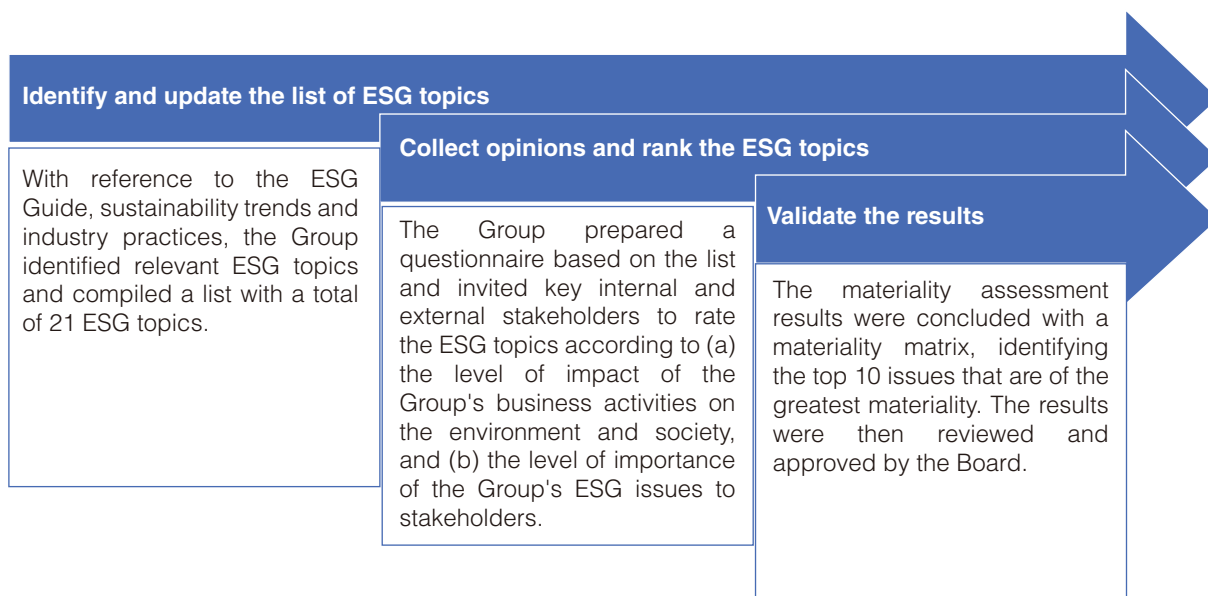 Identify and update the list of ESG topics
With reference to the ESG
Guide, sustainability trends and
industry practices, the Group
identified relevant ESG topics
and compiled a list with a total
of 21 ESG topics.
Collect opinions and rank the ESG topics
The Group prepared a
questionnaire based on the list
and invited key internal and
external stakeholders to rate
the ESG topics according to (a)
the level of impact of the
Group's business activities on
the environment and society,
and (b) the level of importance
of the Group's ESG issues to
stakeholders.
Validate the results
The materiality assessment
results were concluded with a
materiality matrix, identifying
the top 10 issues that are of the
greatest materiality. The results
were then reviewed and
approved by the Board.